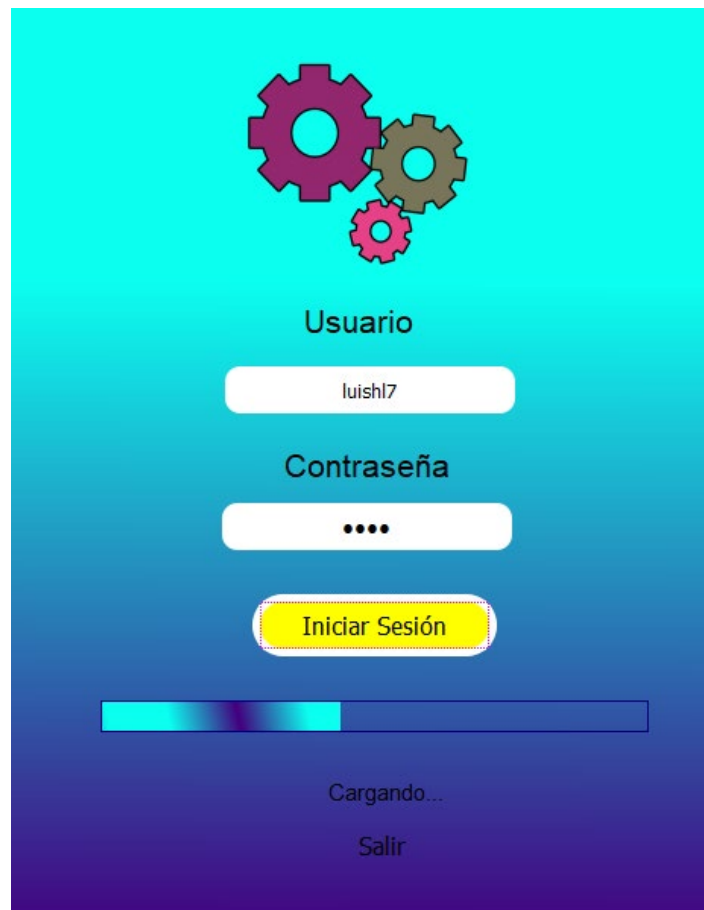 Usuario
luishl7
Contraseña
••••
Iniciar Sesión
Cargando...
Salir